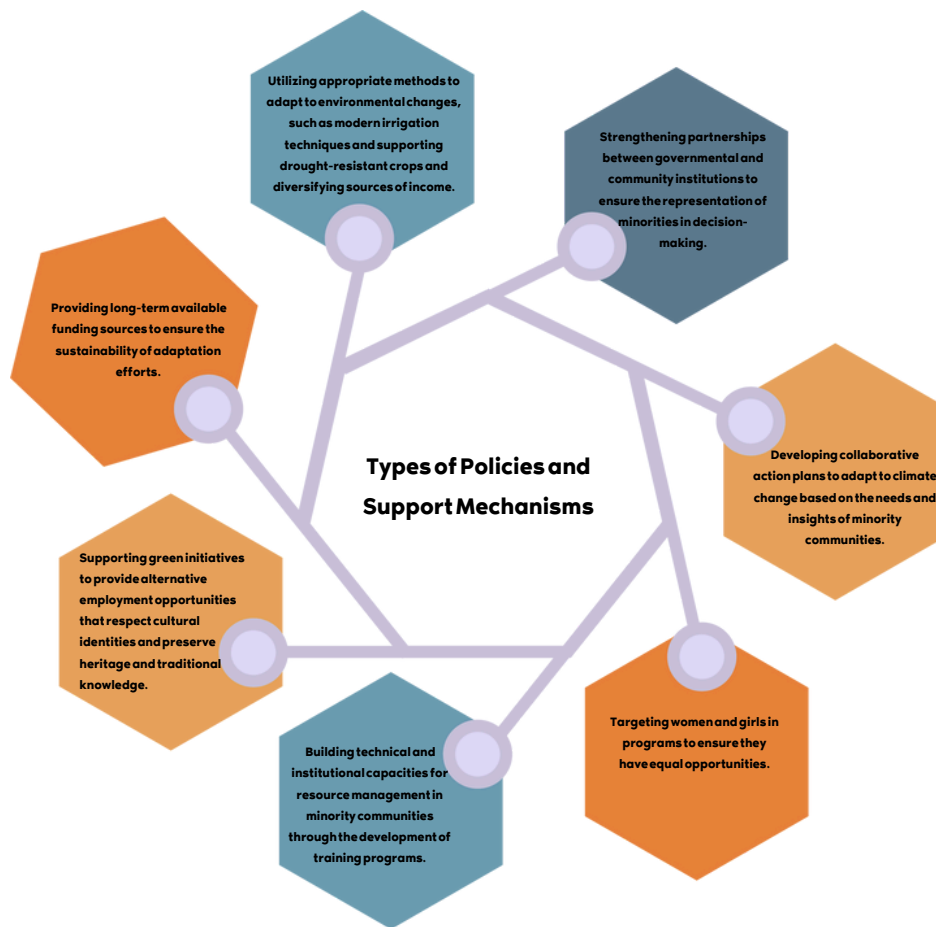 Utilizing appropriate methods to
adapt to environmental changes,
such as modern irrigation
techniques and supporting
drought-resistant crops and
diversifying sources of income.
Strengthening partnerships
between governmental and
community institutions to
ensure the representation of
minorities in decision-
making.
Providing long-term available
funding sources to ensure the
sustainability of adaptation
efforts.
Types of Policies and
Support Mechanisms
Developing collaborative
action plans to adapt to climate
change based on the needs and
insights of minority
communities.
Supporting green initiatives
to provide alternative
employment opportunities
that respect cultural
identities and preserve
heritage and traditional
knowledge.
Targeting women and girls in
programs to ensure they
have equal opportunities.
Building technical and
institutional capacities for
resource management in
minority communities
through the development of
training programs.